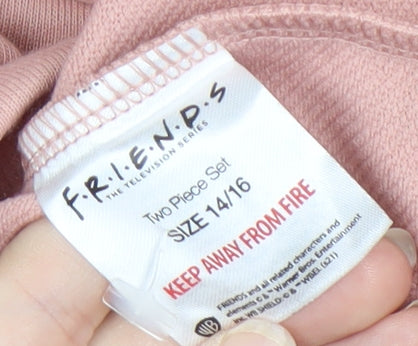 F·R·I·E·N·D·S
THE TELEVISION SERIES
Two Piece Set
SIZE 14/16
KEEP AWAY FROM FIRE
FRIENDS and all related characters and
elements © & ™ Warner Bros. Entertainment
Inc. WB SHIELD: © & ™ WBEI. (s21)
WB